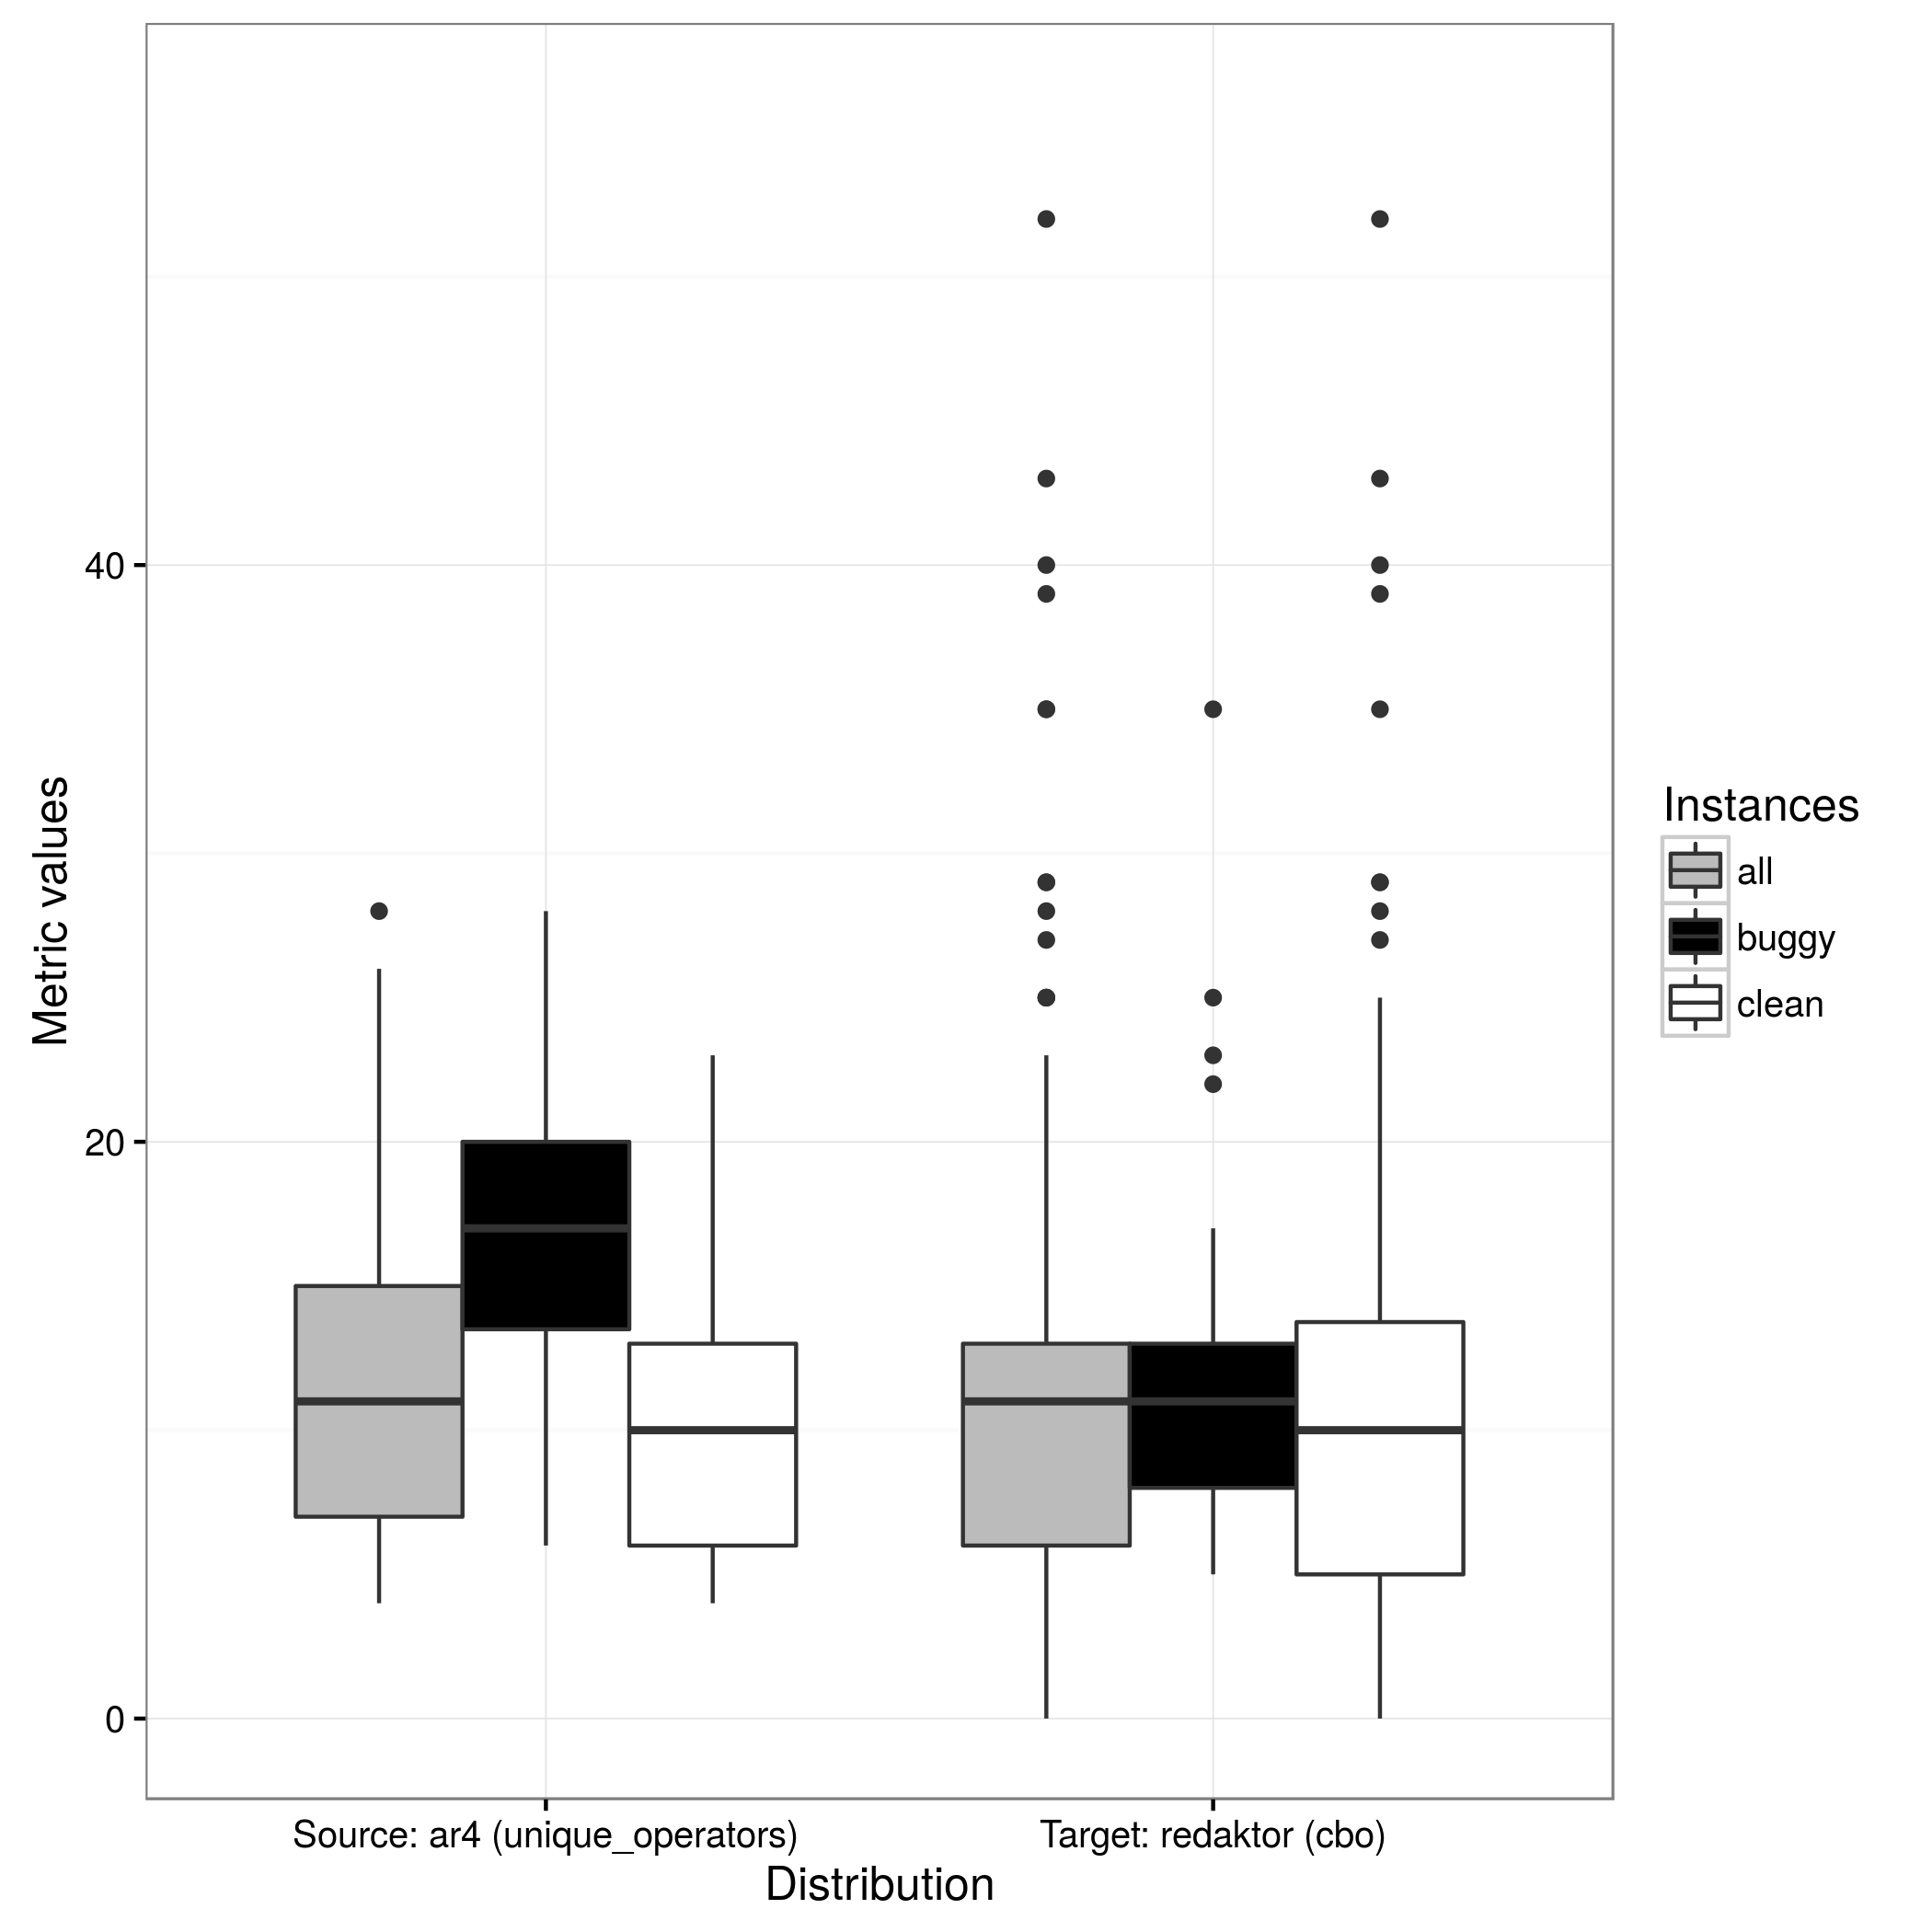 Metric values
40
20
0
Source: ar4 (unique_operators)
Target: redaktor (cbo)
Distribution
Instances
all
buggy
clean